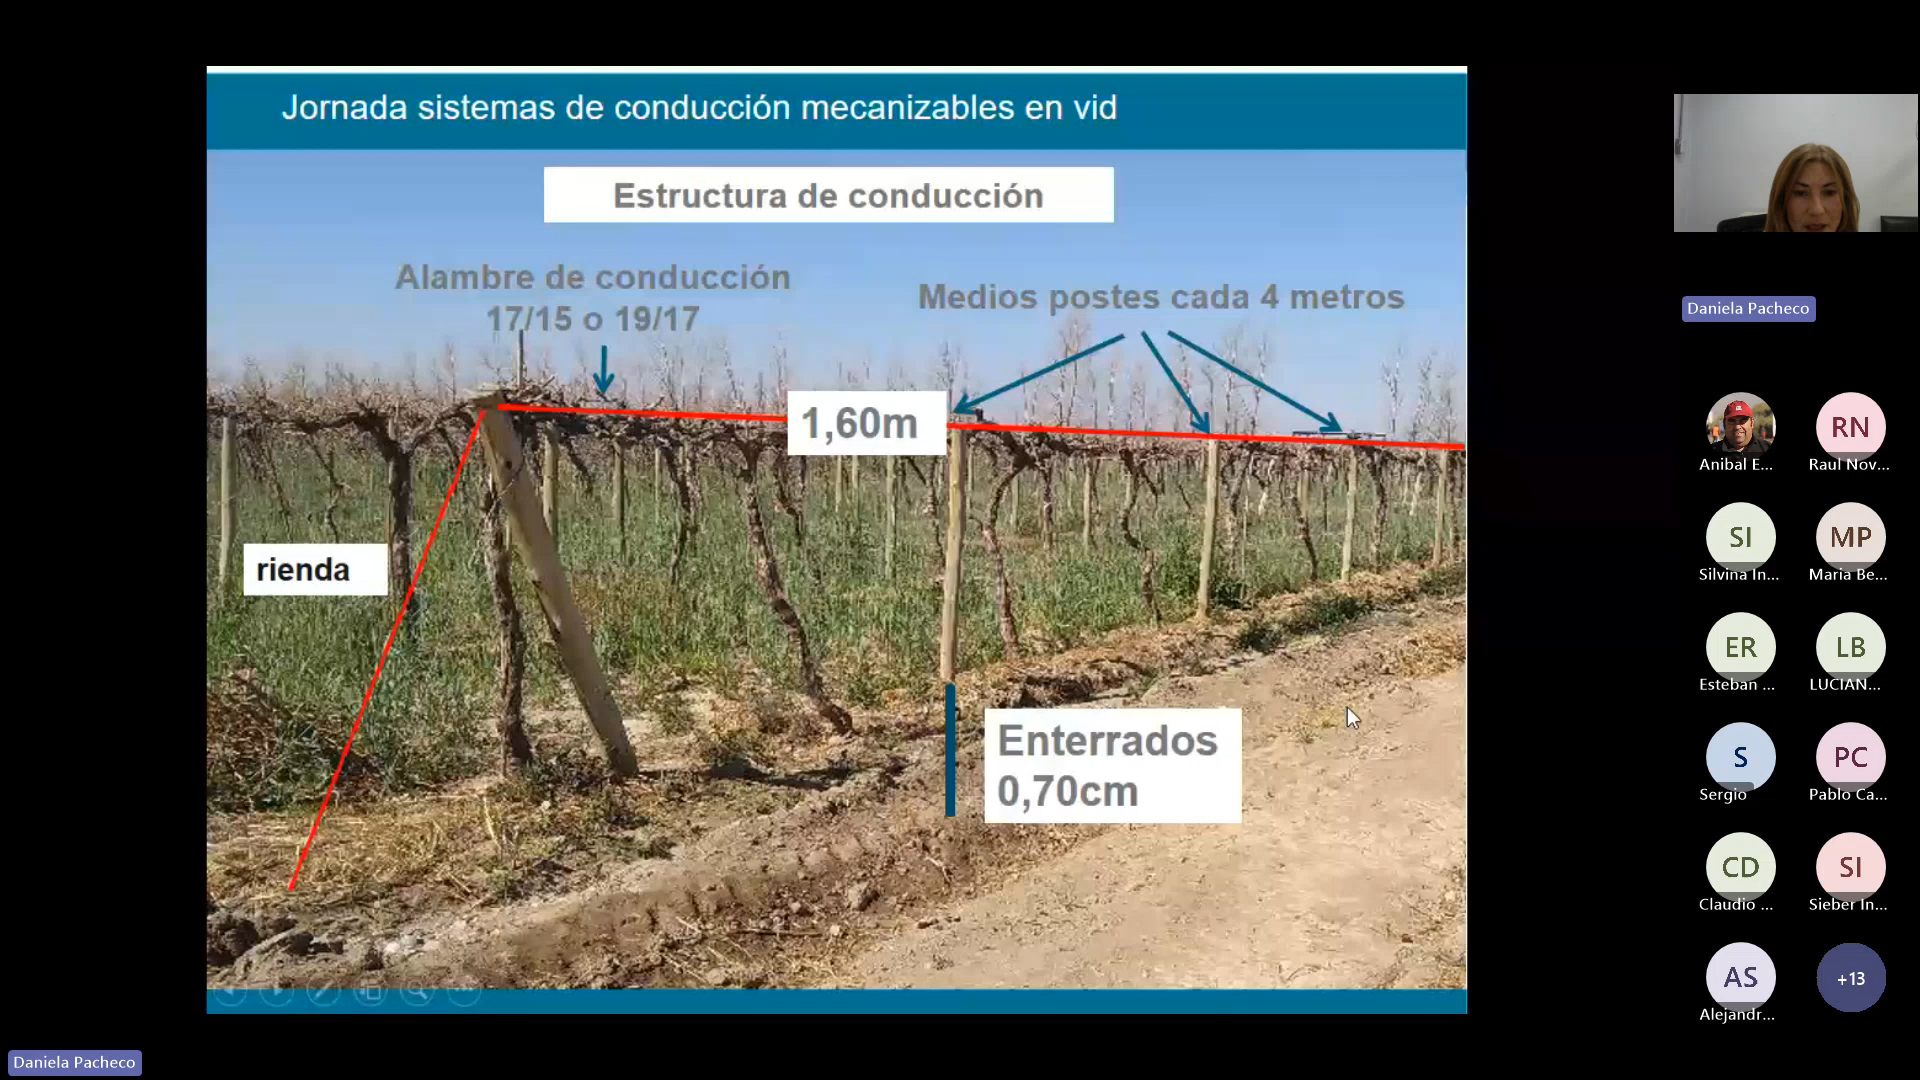 Jornada sistemas de conducción mecanizables en vid
Estructura de conducción
Alambre de conducción
17/15 o 19/17
Medios postes cada 4 metros
1,60m
rienda
Enterrados
0,70cm
Daniela Pacheco
Anibal E...
RN
Raul Nov...
SI
Silvina In...
MP
Maria Be...
ER
Esteban ...
LB
LUCIAN...
S
Sergio
PC
Pablo Ca...
CD
Claudio ...
SI
Sieber In...
AS
Alejandr...
+13
Daniela Pacheco